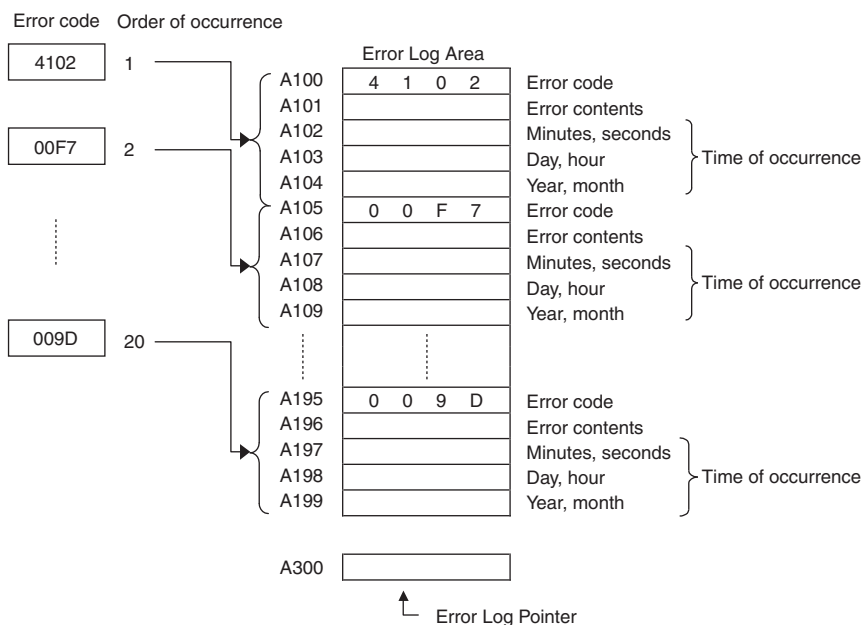 Error code Order of occurrence
Error Log Area
4102 1
A100 4 1 0 2 Error code
A101 Error contents
A102 Minutes, seconds
A103 Day, hour
A104 Year, month
Time of occurrence
00F7 2
A105 0 0 F 7 Error code
A106 Error contents
A107 Minutes, seconds
A108 Day, hour
A109 Year, month
Time of occurrence
009D 20
A195 0 0 9 D Error code
A196 Error contents
A197 Minutes, seconds
A198 Day, hour
A199 Year, month
Time of occurrence
A300
Error Log Pointer